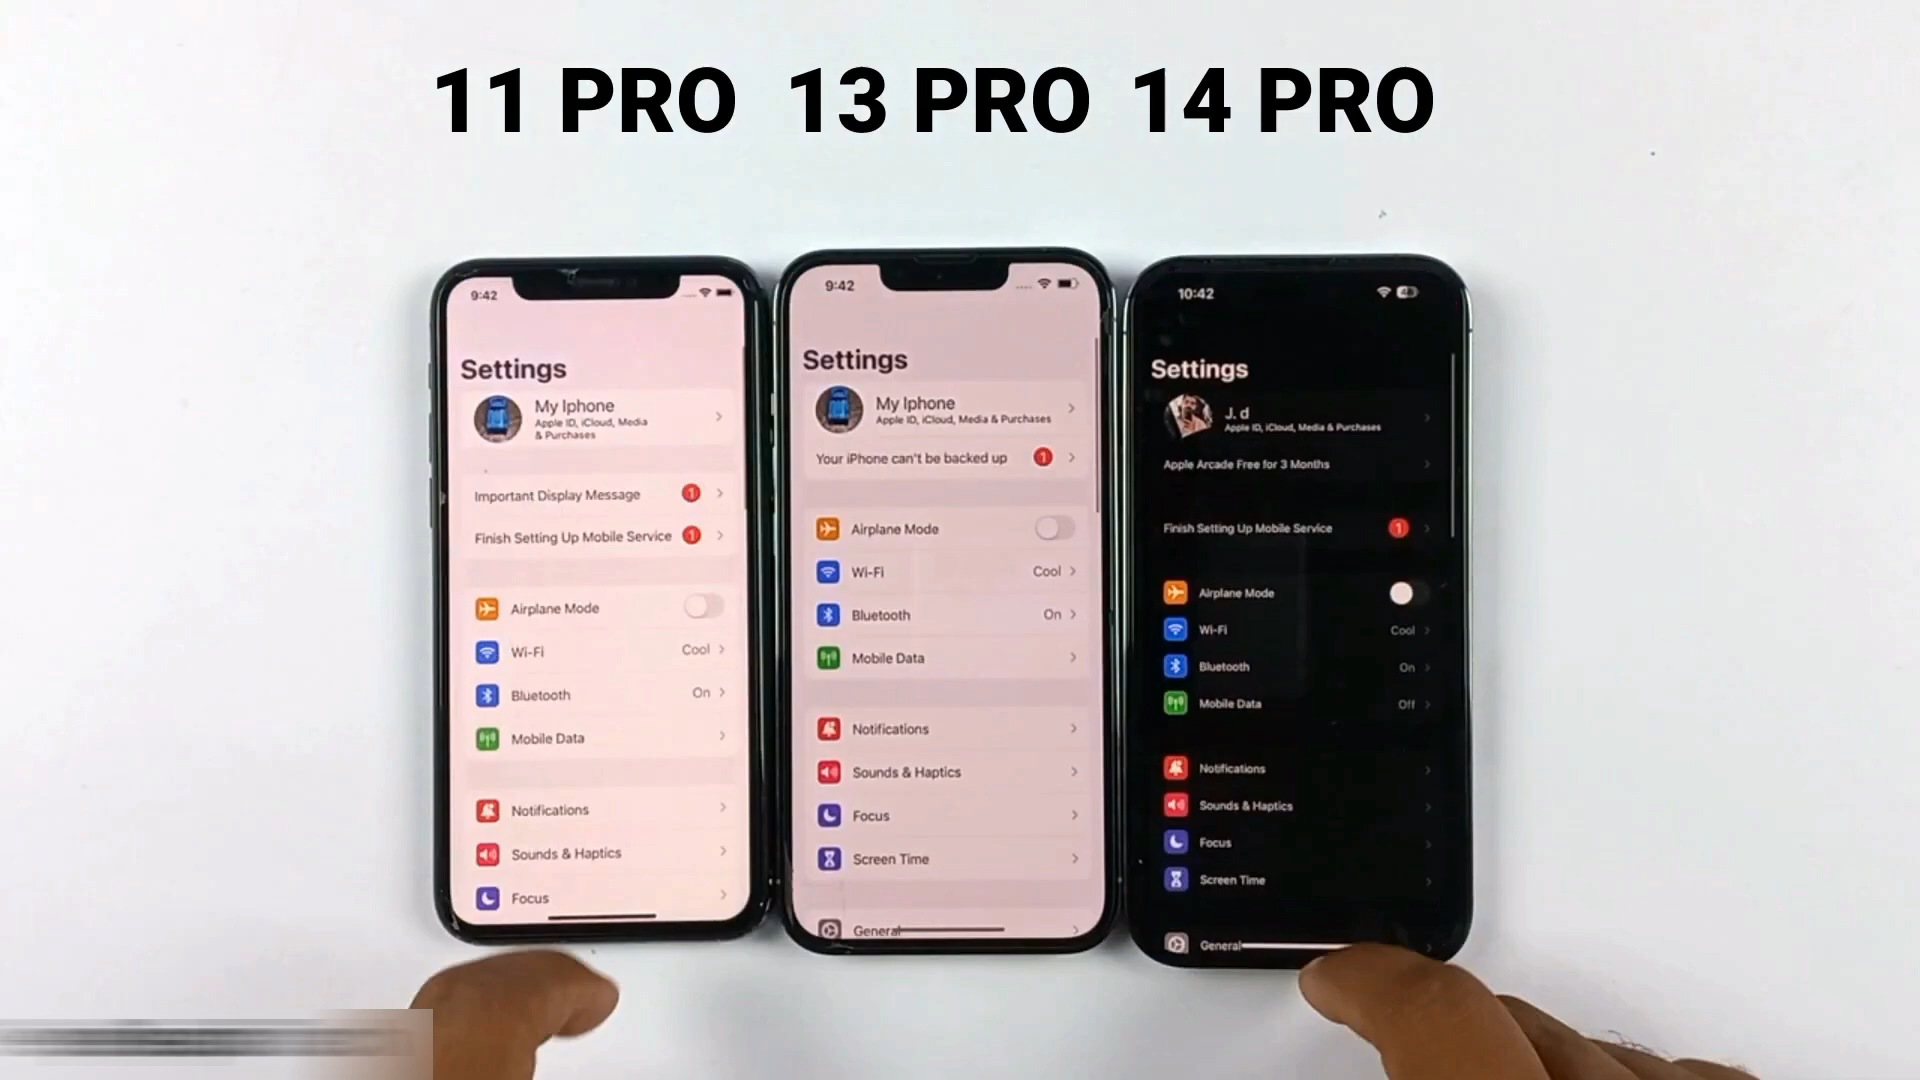 11 PRO 13 PRO 14 PRO
9:42
Settings
My Iphone
Apple ID, iCloud, Media
& Purchases
Important Display Message 1
Finish Setting Up Mobile Service 1
Airplane Mode
Wi-Fi Cool
Bluetooth On
Mobile Data
Notifications
Sounds & Haptics
Focus
9:42
Settings
My Iphone
Apple ID, iCloud, Media & Purchases
Your iPhone can't be backed up 1
Airplane Mode
Wi-Fi Cool
Bluetooth On
Mobile Data
Notifications
Sounds & Haptics
Focus
Screen Time
General
10:42
Settings
J. d
Apple ID, iCloud, Media & Purchases
Apple Arcade Free for 3 Months
Finish Setting Up Mobile Service 1
Airplane Mode
Wi-Fi Cool
Bluetooth On
Mobile Data Off
Notifications
Sounds & Haptics
Focus
Screen Time
General